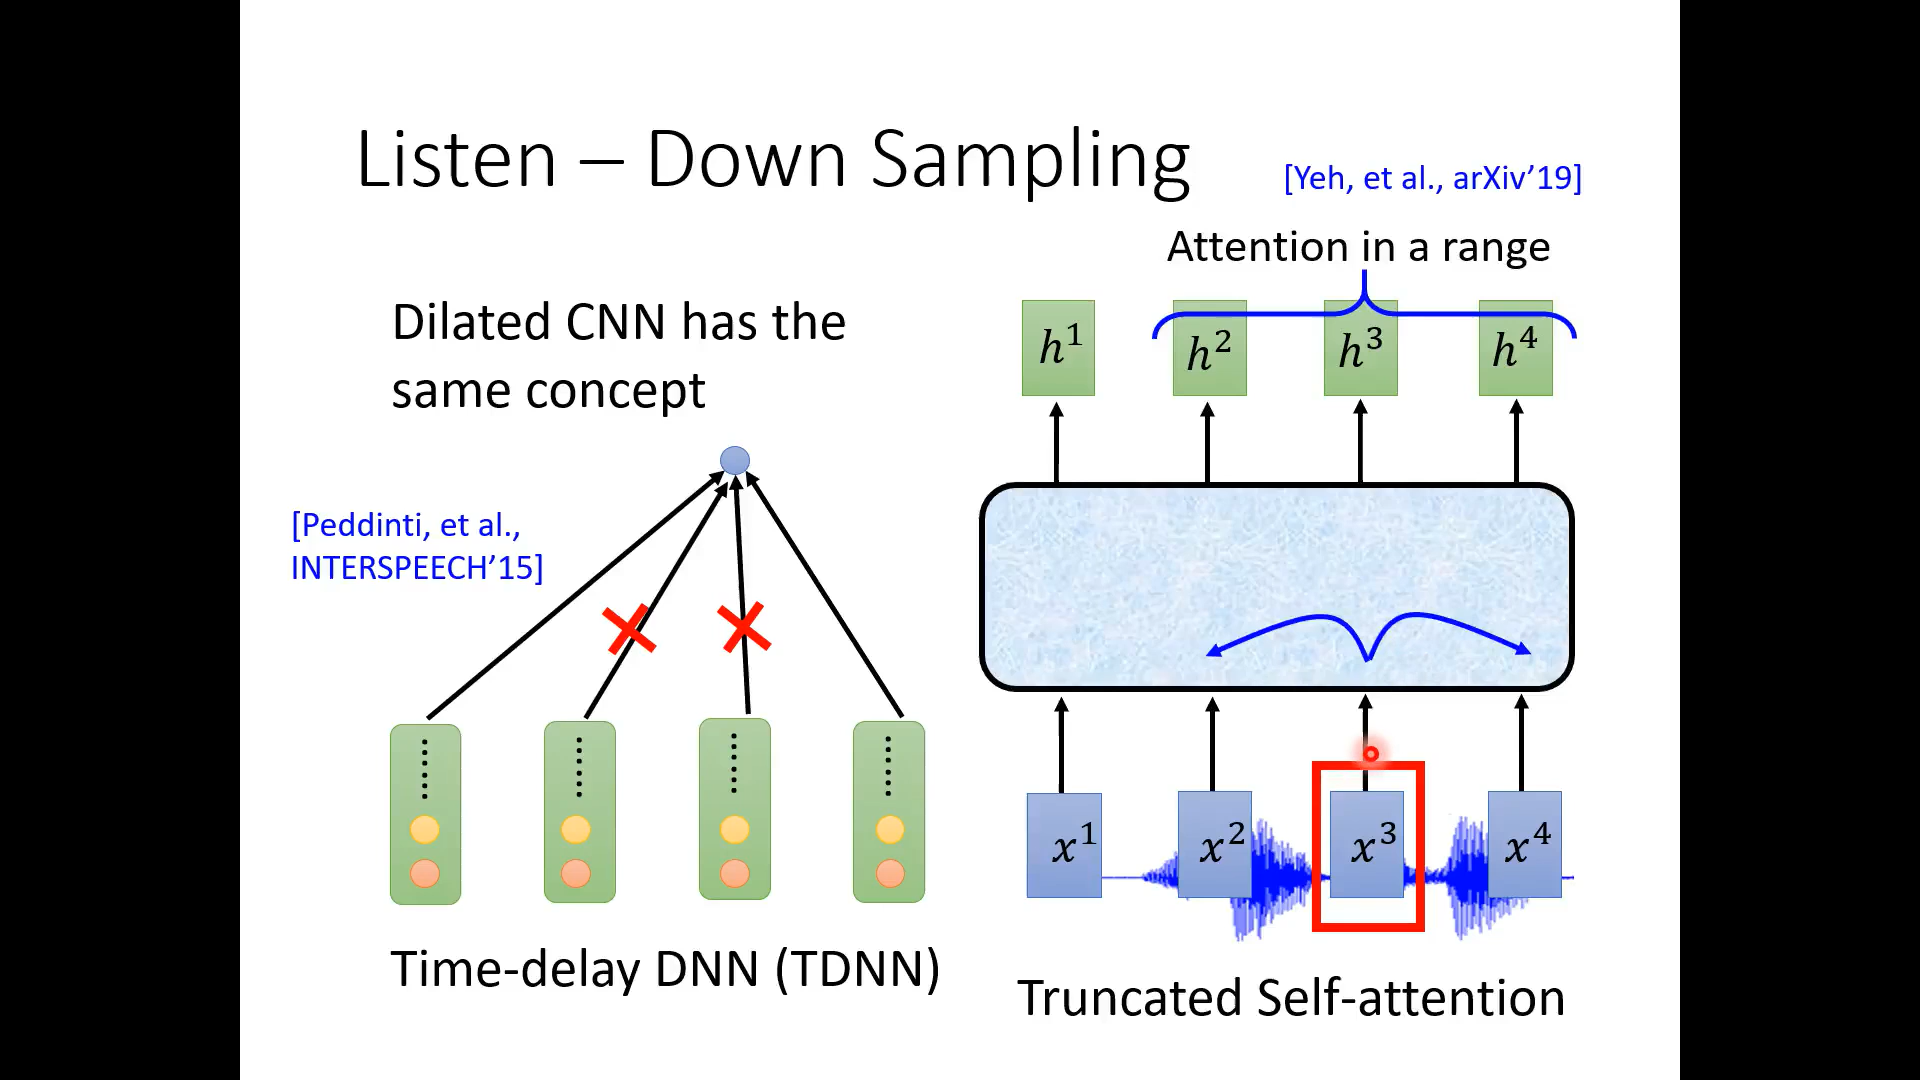 Listen – Down Sampling
[Yeh, et al., arXiv’19]
Attention in a range
Dilated CNN has the
same concept
h¹ h² h³ h⁴
[Peddinti, et al.,
INTERSPEECH’15]
x¹ x² x³ x⁴
Time-delay DNN (TDNN)
Truncated Self-attention